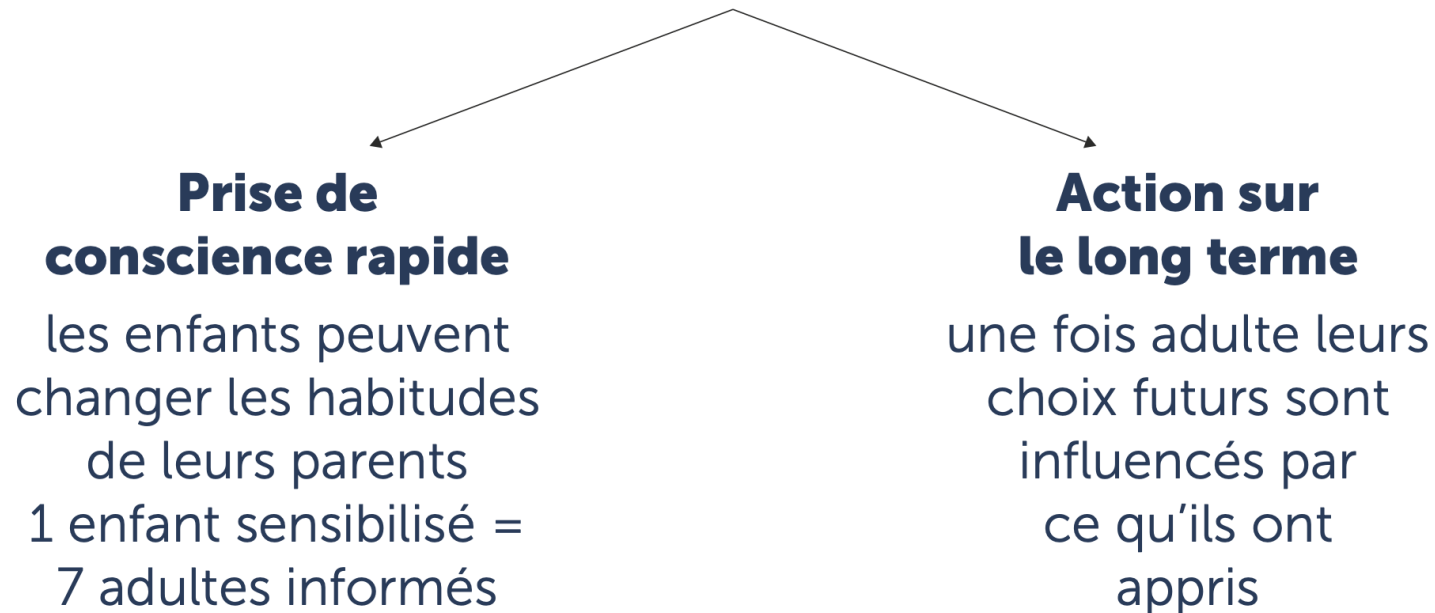 Prise de
conscience rapide
les enfants peuvent
changer les habitudes
de leurs parents
1 enfant sensibilisé =
7 adultes informés
Action sur
le long terme
une fois adulte leurs
choix futurs sont
influencés par
ce qu'ils ont
appris